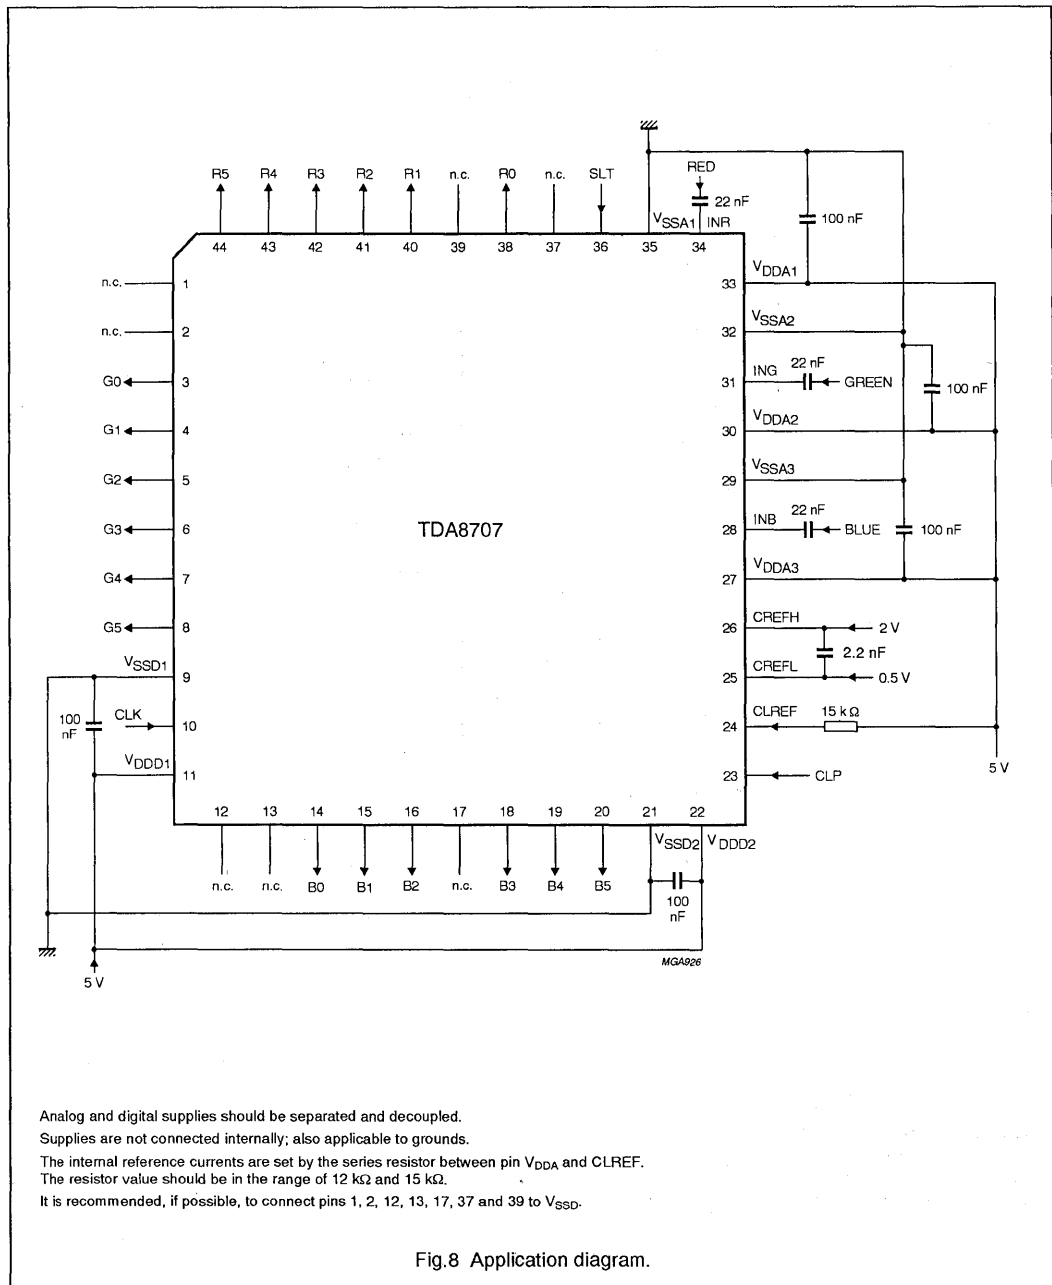 R5 R4 R3 R2 R1 n.c. R0 n.c. SLT RED
22 nF
VSSA1 INR
100 nF
44 43 42 41 40 39 38 37 36 35 34
n.c. 1
n.c. 2
G0 3
G1 4
G2 5
G3 6
G4 7
G5 8
VSSD1 9
100 nF
CLK 10
VDDD1 11
TDA8707
33 VDDA1
32 VSSA2
31 ING 22 nF GREEN
100 nF
30 VDDA2
29 VSSA3
28 INB 22 nF BLUE
100 nF
27 VDDA3
26 CREFH 2 V
2.2 nF
25 CREFL 0.5 V
24 CLREF 15 kΩ
5 V
23 CLP
12 13 14 15 16 17 18 19 20 21 22
VSSD2 VDDD2
n.c. n.c. B0 B1 B2 n.c. B3 B4 B5
100 nF
5 V
MGA926
Analog and digital supplies should be separated and decoupled.
Supplies are not connected internally; also applicable to grounds.
The internal reference currents are set by the series resistor between pin VDDA and CLREF.
The resistor value should be in the range of 12 kΩ and 15 kΩ.
It is recommended, if possible, to connect pins 1, 2, 12, 13, 17, 37 and 39 to VSSD.
Fig.8 Application diagram.